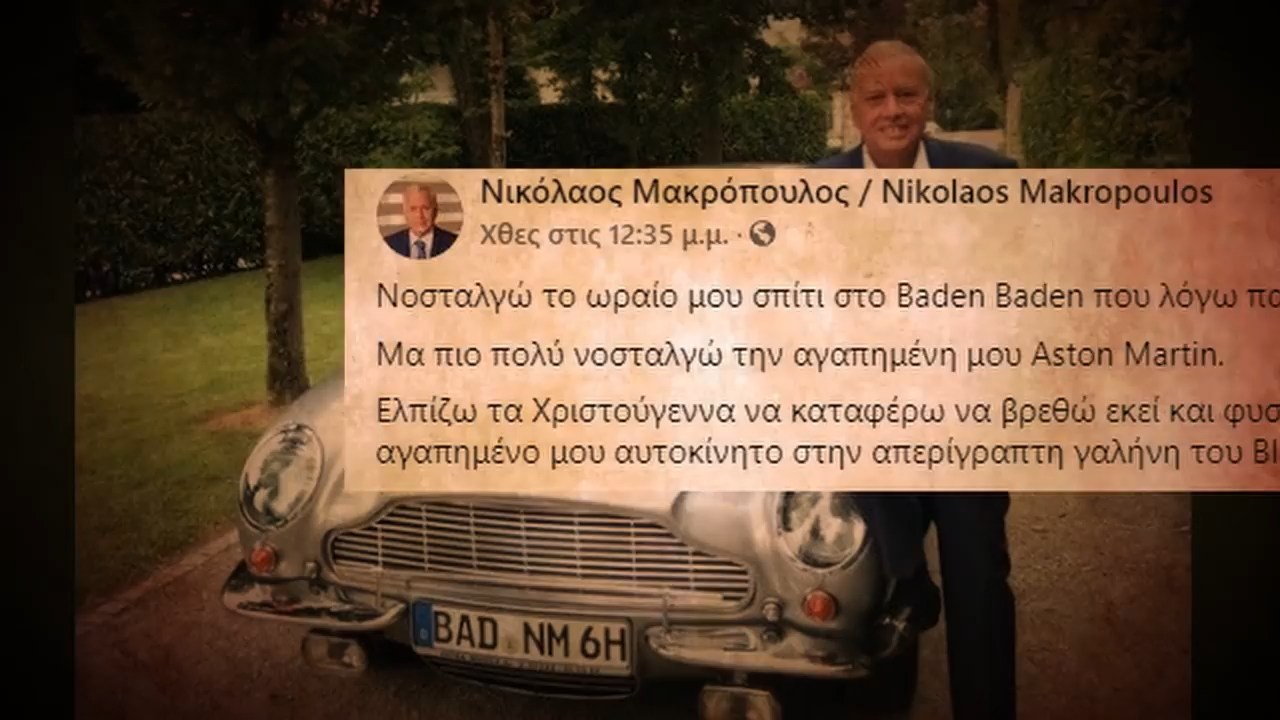 Νικόλαος Μακρόπουλος / Nikolaos Makropoulos
Χθες στις 12:35 μ.μ. ·
Νοσταλγώ το ωραίο μου σπίτι στο Baden Baden που λόγω
Μα πιο πολύ νοσταλγώ την αγαπημένη μου Aston Martin.
Ελπίζω τα Χριστούγεννα να καταφέρω να βρεθώ εκεί και
αγαπημένο μου αυτοκίνητο στην απερίγραπτη γαλήνη του
BAD NM 6H